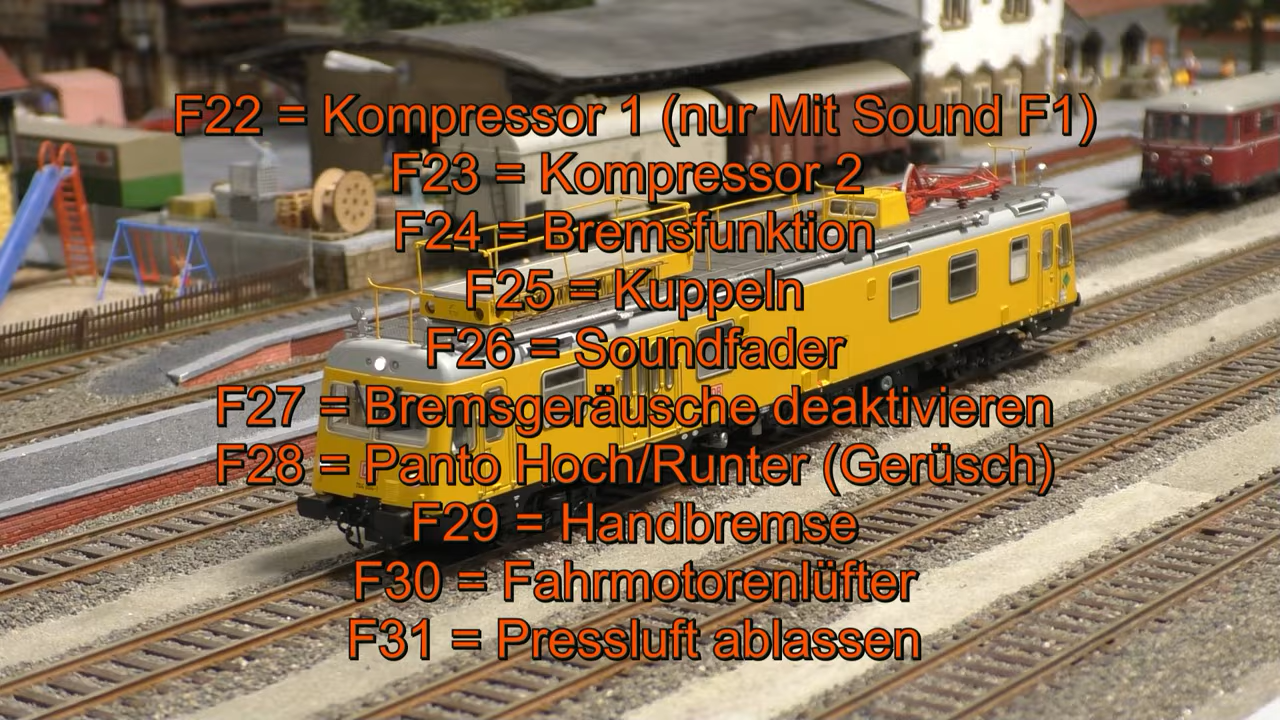 F22 = Kompressor 1 (nur Mit Sound F1)
F23 = Kompressor 2
F24 = Bremsfunktion
F25 = Kuppeln
F26 = Soundfader
F27 = Bremsgeräusche deaktivieren
F28 = Panto Hoch/Runter (Gerüsch)
F29 = Handbremse
F30 = Fahrmotorenlüfter
F31 = Pressluft ablassen